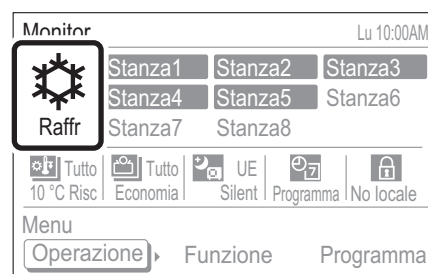 Monitor Lu 10:00AM
Raffr
Stanza1 Stanza2 Stanza3
Stanza4 Stanza5 Stanza6
Stanza7 Stanza8
Tutto Tutto UE 7
10 °C Risc Economia Silent Programma No locale
Menu
Operazione Funzione Programma